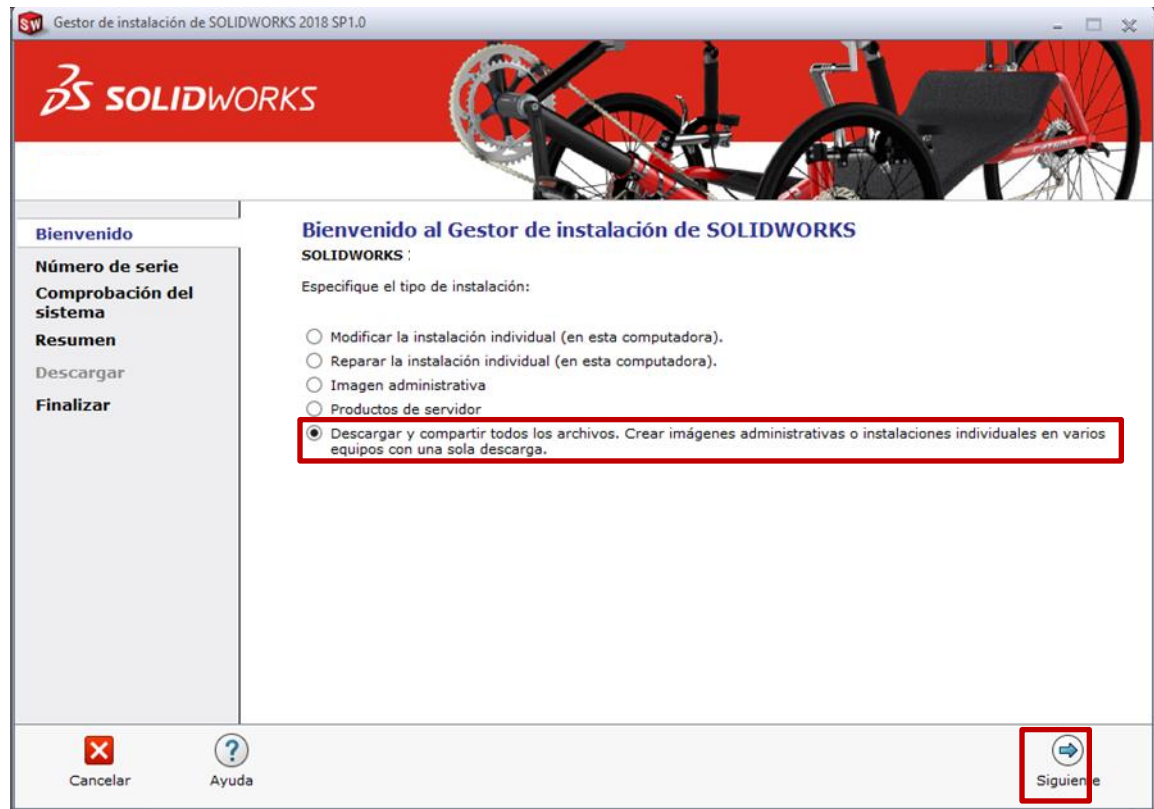 Gestor de instalación de SOLIDWORKS 2018 SP1.0
SOLIDWORKS
Bienvenido
Número de serie
Comprobación del
sistema
Resumen
Descargar
Finalizar
Bienvenido al Gestor de instalación de SOLIDWORKS
SOLIDWORKS :
Especifique el tipo de instalación:
Modificar la instalación individual (en esta computadora).
Reparar la instalación individual (en esta computadora).
Imagen administrativa
Productos de servidor
Descargar y compartir todos los archivos. Crear imágenes administrativas o instalaciones individuales en varios
equipos con una sola descarga.
Cancelar
Ayuda
Siguiente